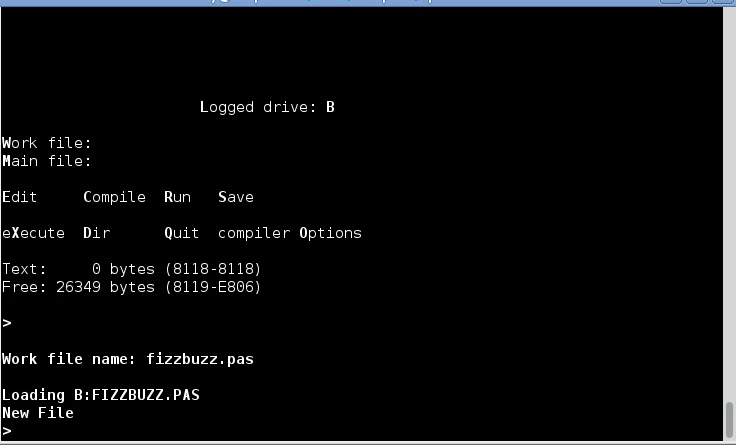 Logged drive: B
Work file:
Main file:
Edit     Compile  Run   Save
eXecute  Dir      Quit  compiler Options
Text:     0 bytes (8118-8118)
Free: 26349 bytes (8119-E806)
>
Work file name: fizzbuzz.pas
Loading B:FIZZBUZZ.PAS
New File
>